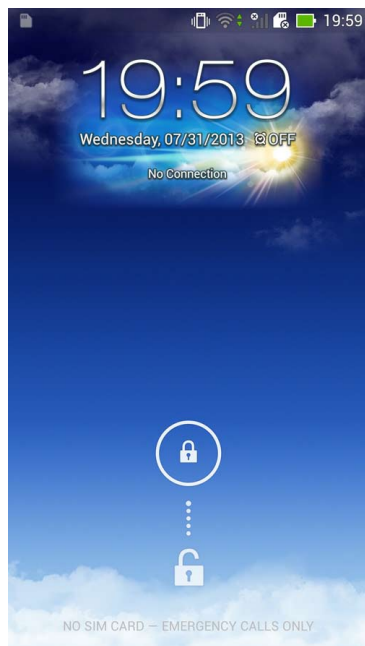 19:59
19:59
Wednesday, 07/31/2013 OFF
No Connection
NO SIM CARD — EMERGENCY CALLS ONLY